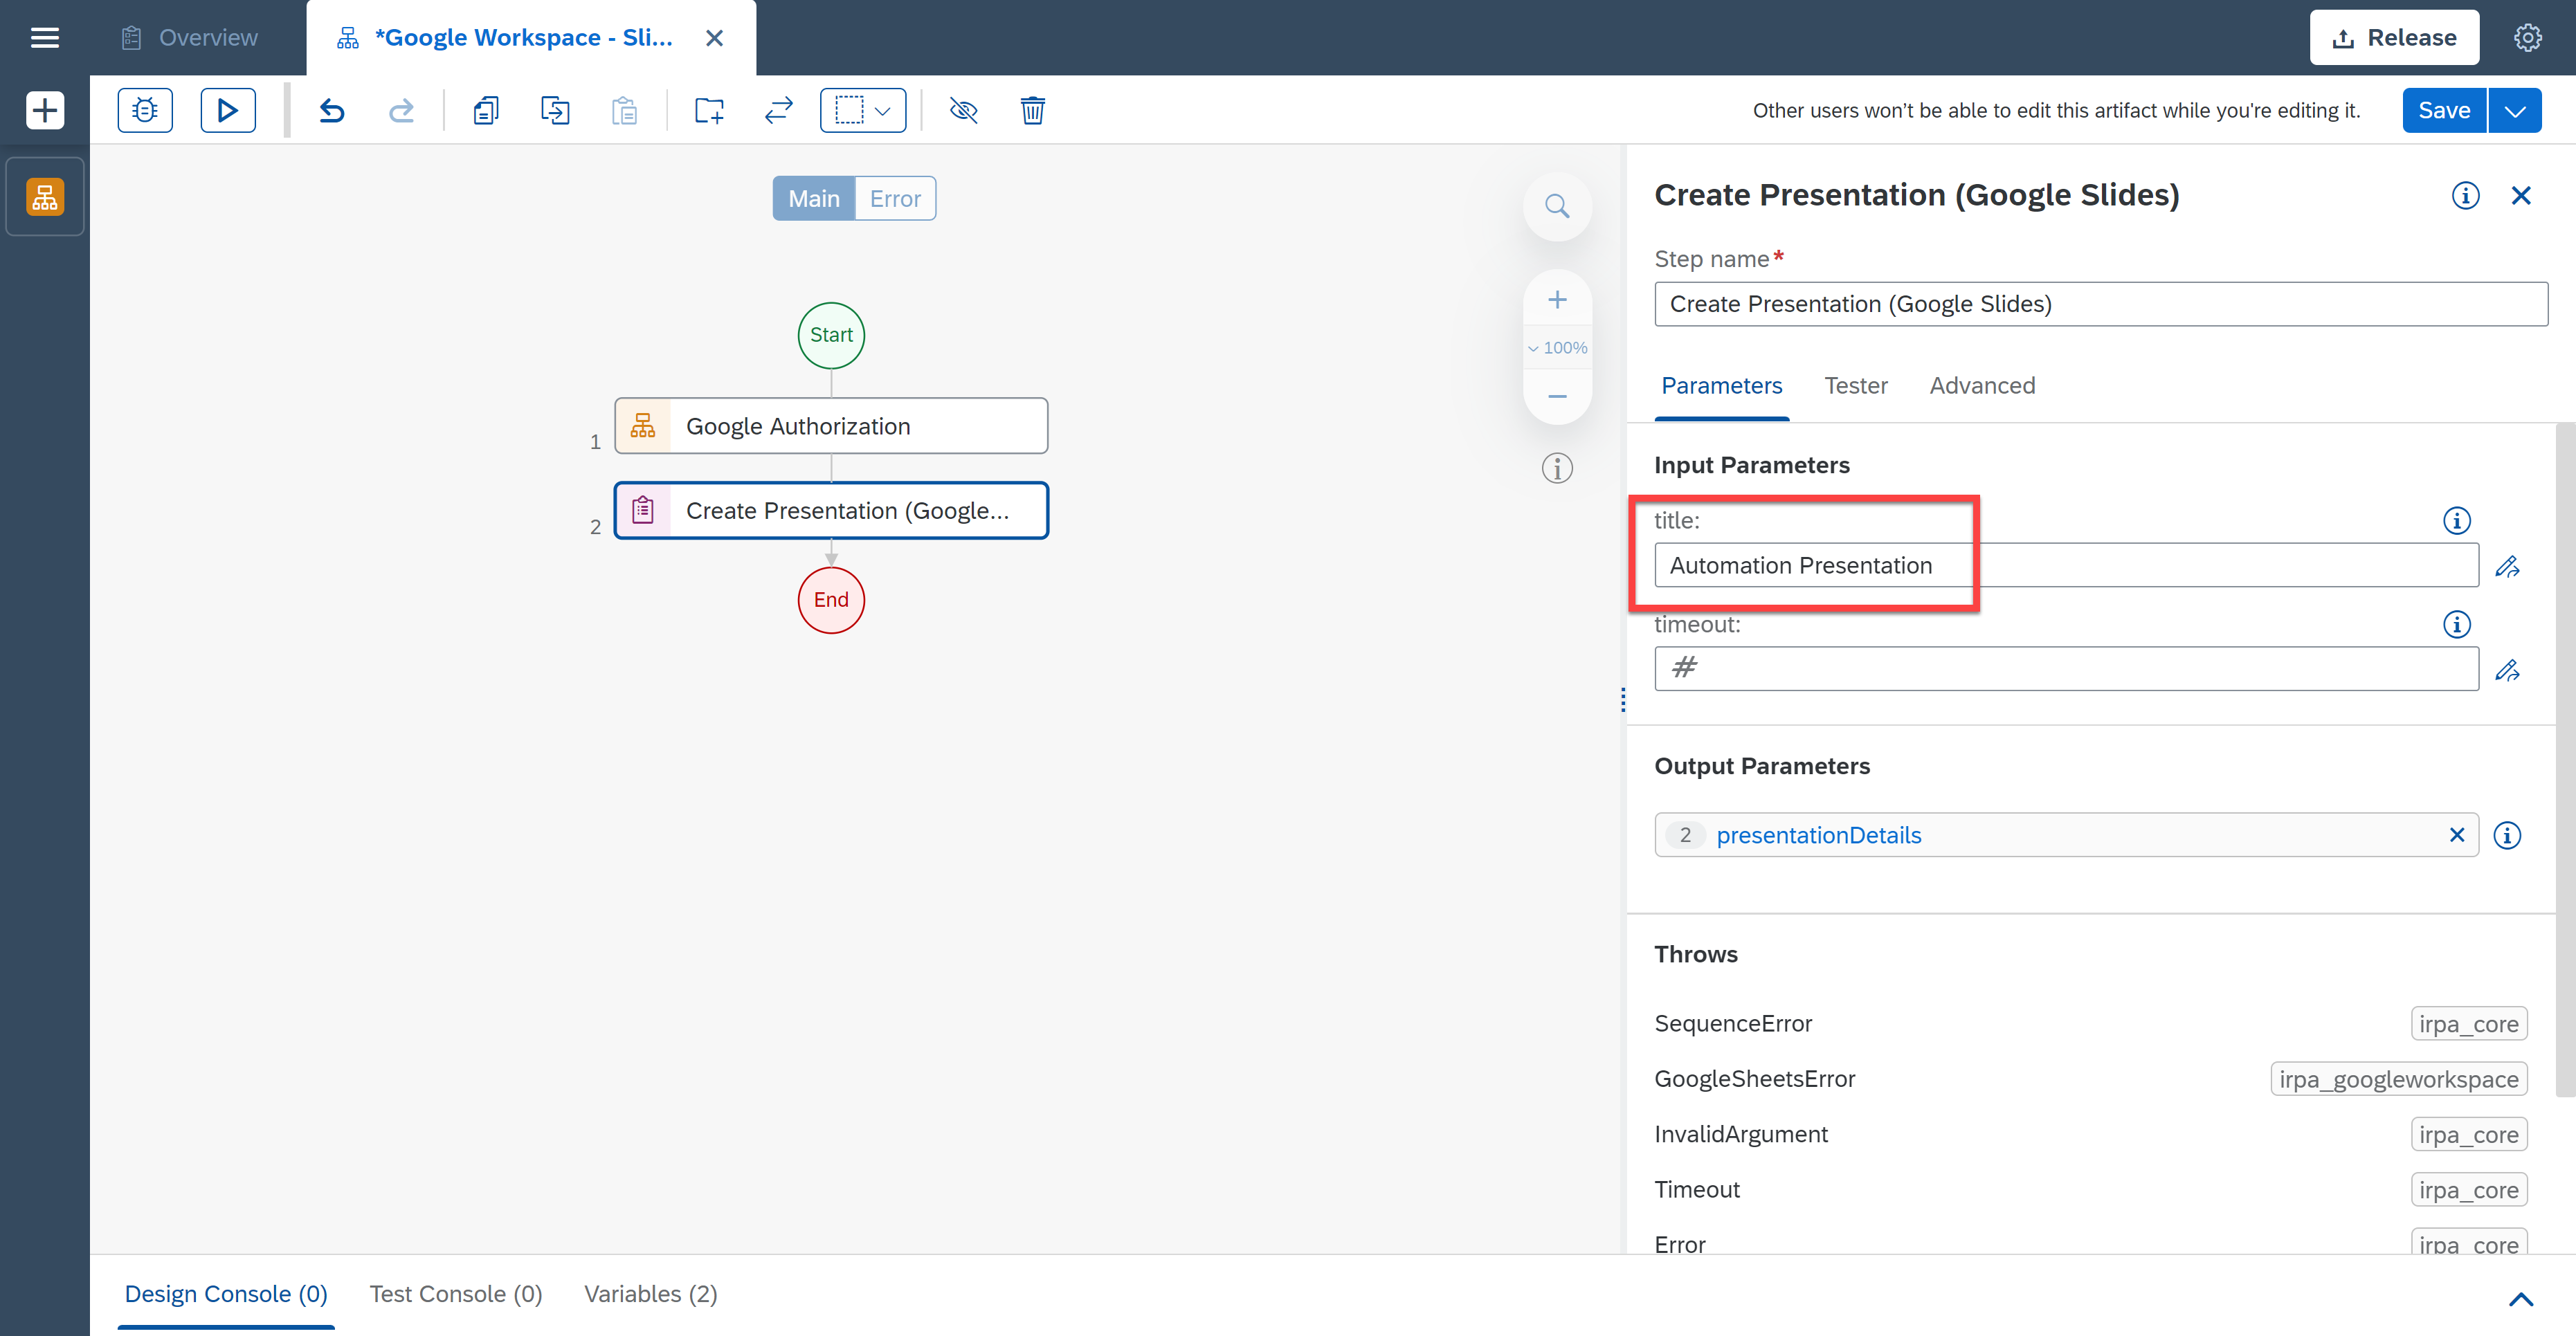 Overview
*Google Workspace - Sli...
Release
Other users won’t be able to edit this artifact while you're editing it.
Save
Main
Error
Start
1
Google Authorization
2
Create Presentation (Google...
End
100%
Create Presentation (Google Slides)
Step name*
Create Presentation (Google Slides)
Parameters
Tester
Advanced
Input Parameters
title:
Automation Presentation
timeout:
#
Output Parameters
2 presentationDetails
Throws
SequenceError
irpa_core
GoogleSheetsError
irpa_googleworkspace
InvalidArgument
irpa_core
Timeout
irpa_core
Error
irpa_core
Design Console (0)
Test Console (0)
Variables (2)